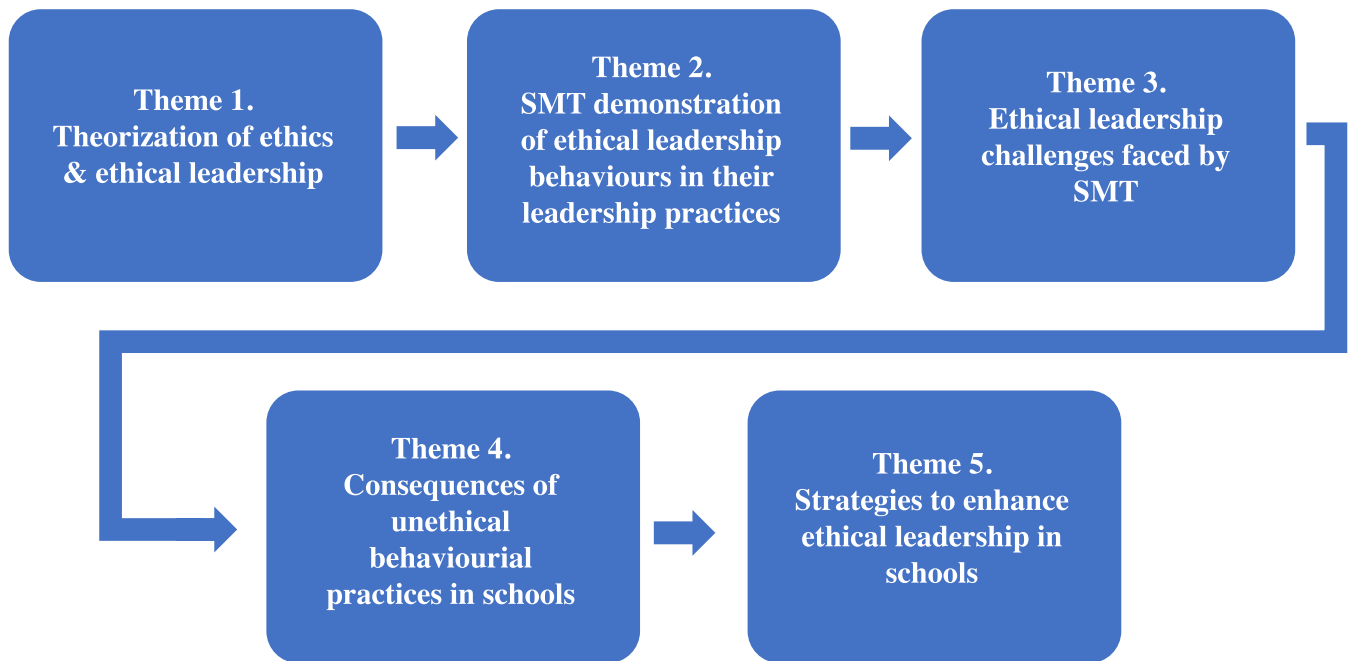 Theme 1.
Theorization of ethics
& ethical leadership
Theme 2.
SMT demonstration
of ethical leadership
behaviours in their
leadership practices
Theme 3.
Ethical leadership
challenges faced by
SMT
Theme 4.
Consequences of
unethical
behaviourial
practices in schools
Theme 5.
Strategies to enhance
ethical leadership in
schools